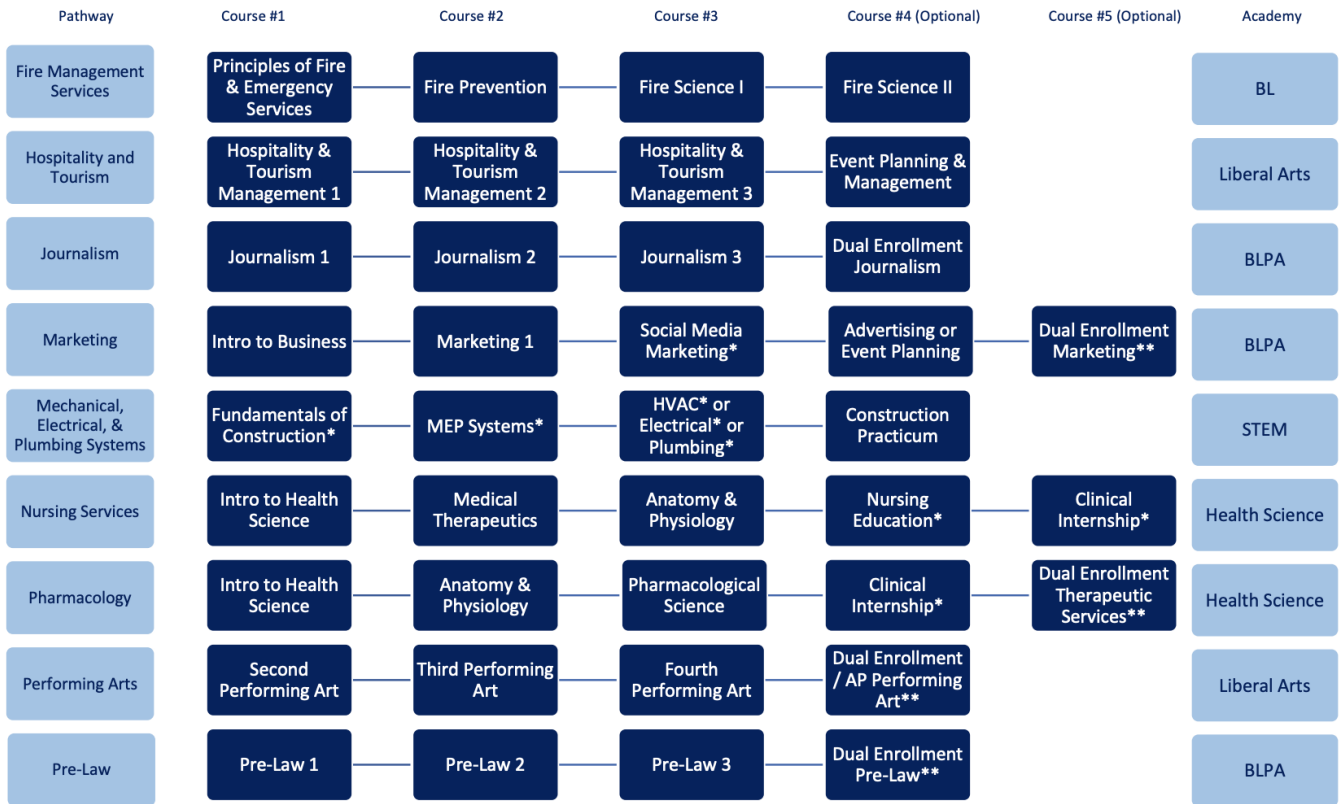 Pathway Course #1 Course #2 Course #3 Course #4 (Optional) Course #5 (Optional) Academy
Fire Management
Services
Principles of Fire
& Emergency
Services
Fire Prevention
Fire Science I
Fire Science II
BL
Hospitality and
Tourism
Hospitality &
Tourism
Management 1
Hospitality &
Tourism
Management 2
Hospitality &
Tourism
Management 3
Event Planning &
Management
Liberal Arts
Journalism
Journalism 1
Journalism 2
Journalism 3
Dual Enrollment
Journalism
BLPA
Marketing
Intro to Business
Marketing 1
Social Media
Marketing*
Advertising or
Event Planning
Dual Enrollment
Marketing**
BLPA
Mechanical,
Electrical, &
Plumbing Systems
Fundamentals of
Construction*
MEP Systems*
HVAC* or
Electrical* or
Plumbing*
Construction
Practicum
STEM
Nursing Services
Intro to Health
Science
Medical
Therapeutics
Anatomy &
Physiology
Nursing
Education*
Clinical
Internship*
Health Science
Pharmacology
Intro to Health
Science
Anatomy &
Physiology
Pharmacological
Science
Clinical
Internship*
Dual Enrollment
Therapeutic
Services**
Health Science
Performing Arts
Second
Performing Art
Third Performing
Art
Fourth
Performing Art
Dual Enrollment
/ AP Performing
Art**
Liberal Arts
Pre-Law
Pre-Law 1
Pre-Law 2
Pre-Law 3
Dual Enrollment
Pre-Law**
BLPA